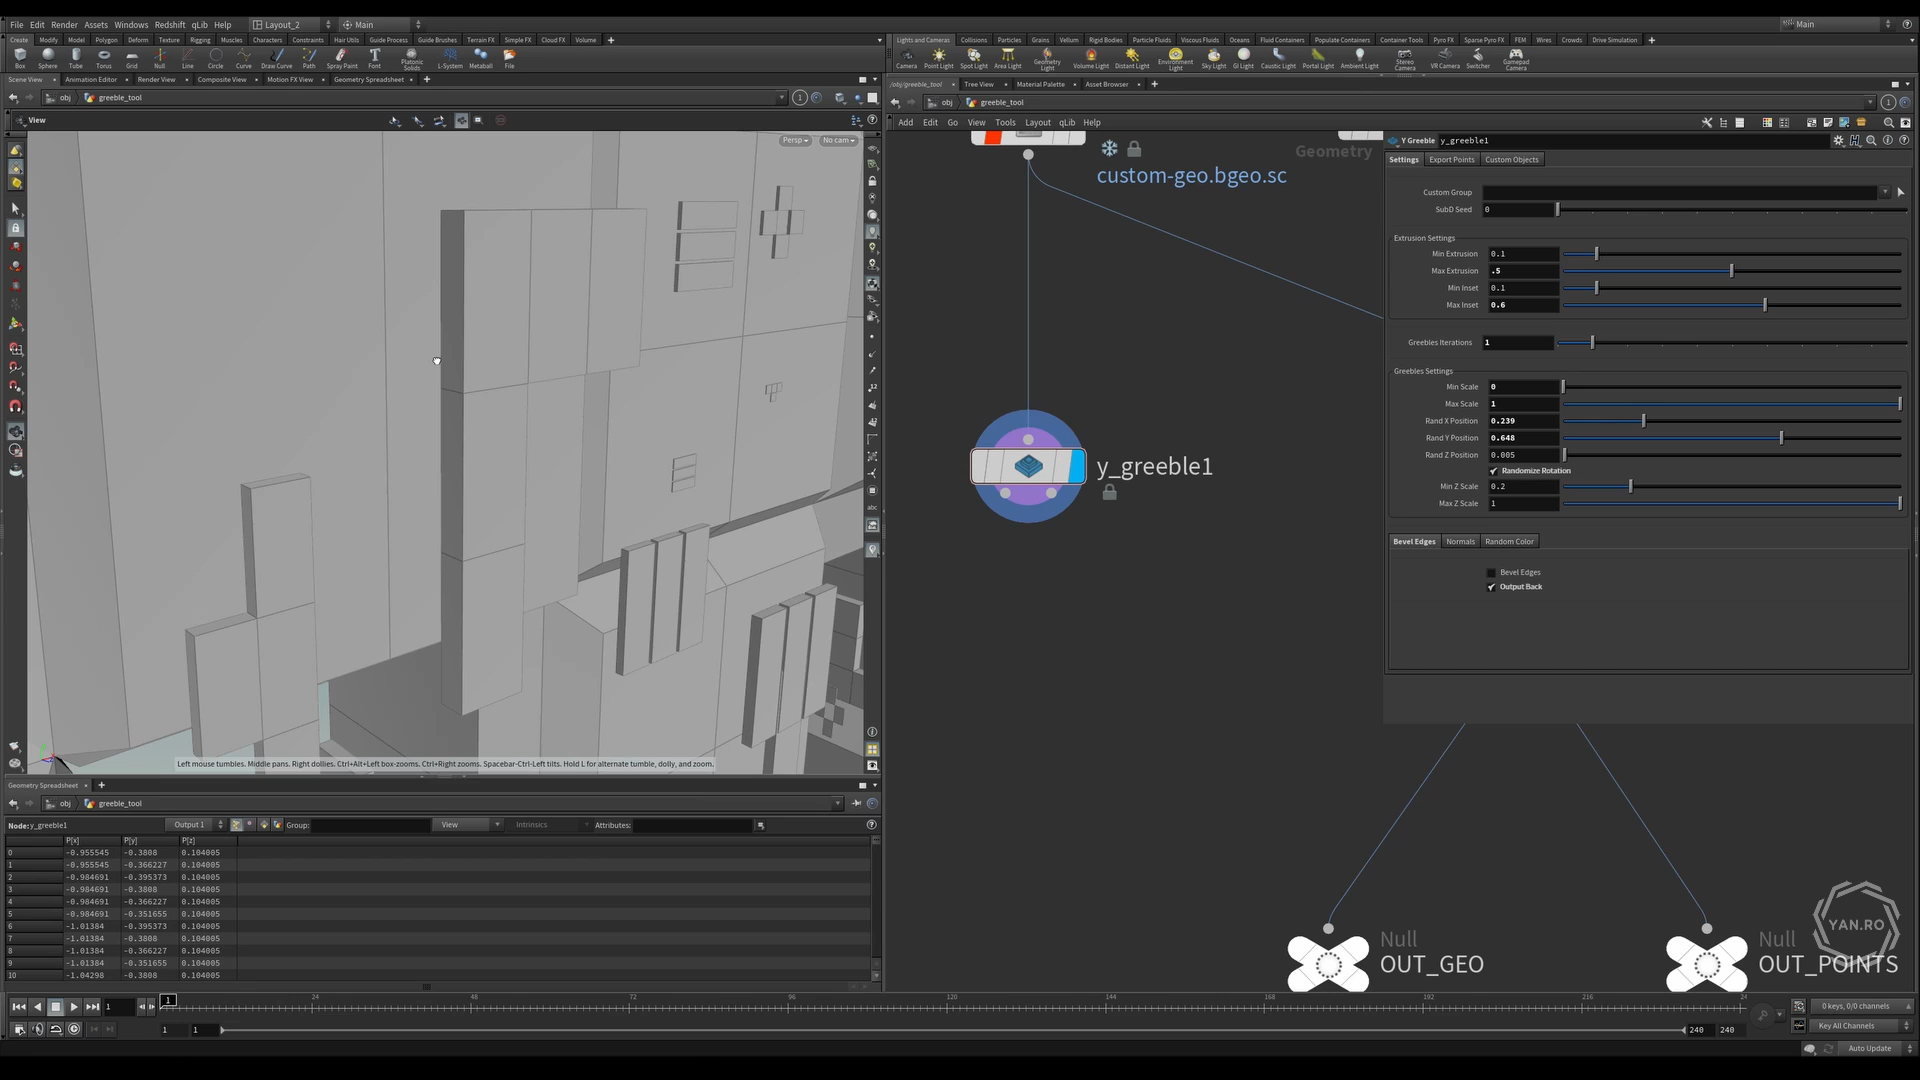 File Edit Render Assets Windows Redshift qLib Help Layout_2 Main
Main
Create Modify Model Polygon Deform Texture Rigging Muscles Characters Constraints Hair Utils Guide Process Guide Brushes Terrain FX Simple FX Cloud FX Volume
Lights and Cameras Collisions Particles Grains Vellum Rigid Bodies Particle Fluids Viscous Fluids Oceans Fluid Containers Populate Containers Container Tools Pyro FX Sparse Pyro FX FEM Wires Crowds Drive Simulation
Box Sphere Tube Torus Grid Null Line Circle Curve Draw Curve Path Spray Paint Font Platonic Solids L-System Metaball File
Camera Point Light Spot Light Area Light Geometry Light Volume Light Distant Light Environment Light Sky Light GI Light Caustic Light Portal Light Ambient Light Stereo Camera VR Camera Switcher Gamepad Camera
Scene View Animation Editor Render View Composite View Motion FX View Geometry Spreadsheet
/obj/greeble_tool Tree View Material Palette Asset Browser
obj greeble_tool 1
obj greeble_tool 1
View
Add Edit Go View Tools Layout qLib Help
Persp No cam
Geometry
custom-geo.bgeo.sc
Y Greeble y_greeble1
Settings Export Points Custom Objects
Custom Group
SubD Seed 0
Extrusion Settings
Min Extrusion 0.1
Max Extrusion .5
Min Inset 0.1
Max Inset 0.6
Greebles Iterations 1
Greebles Settings
Min Scale 0
Max Scale 1
Rand X Position 0.239
Rand Y Position 0.648
Rand Z Position 0.005
Randomize Rotation
Min Z Scale 0.2
Max Z Scale 1
Bevel Edges Normals Random Color
Bevel Edges
Output Back
y_greeble1
Left mouse tumbles. Middle pans. Right dollies. Ctrl+Alt+Left box-zooms. Ctrl+Right zooms. Spacebar-Ctrl-Left tilts. Hold L for alternate tumble, dolly, and zoom.
Geometry Spreadsheet
obj greeble_tool
Node:y_greeble1 Output 1 Group: View Intrinsics Attributes:
P[x] P[y] P[z]
0 -0.955545 -0.3808 0.104005
1 -0.955545 -0.366227 0.104005
2 -0.984691 -0.395373 0.104005
3 -0.984691 -0.3808 0.104005
4 -0.984691 -0.366227 0.104005
5 -0.984691 -0.351655 0.104005
6 -1.01384 -0.395373 0.104005
7 -1.01384 -0.3808 0.104005
8 -1.01384 -0.366227 0.104005
9 -1.01384 -0.351655 0.104005
10 -1.04298 -0.3808 0.104005
Null
OUT_GEO
Null
OUT_POINTS
YAN.RO
1 1 24 48 72 96 120 144 168 192 216 24
0 keys, 0/0 channels
1 1 240 240
Key All Channels
Auto Update